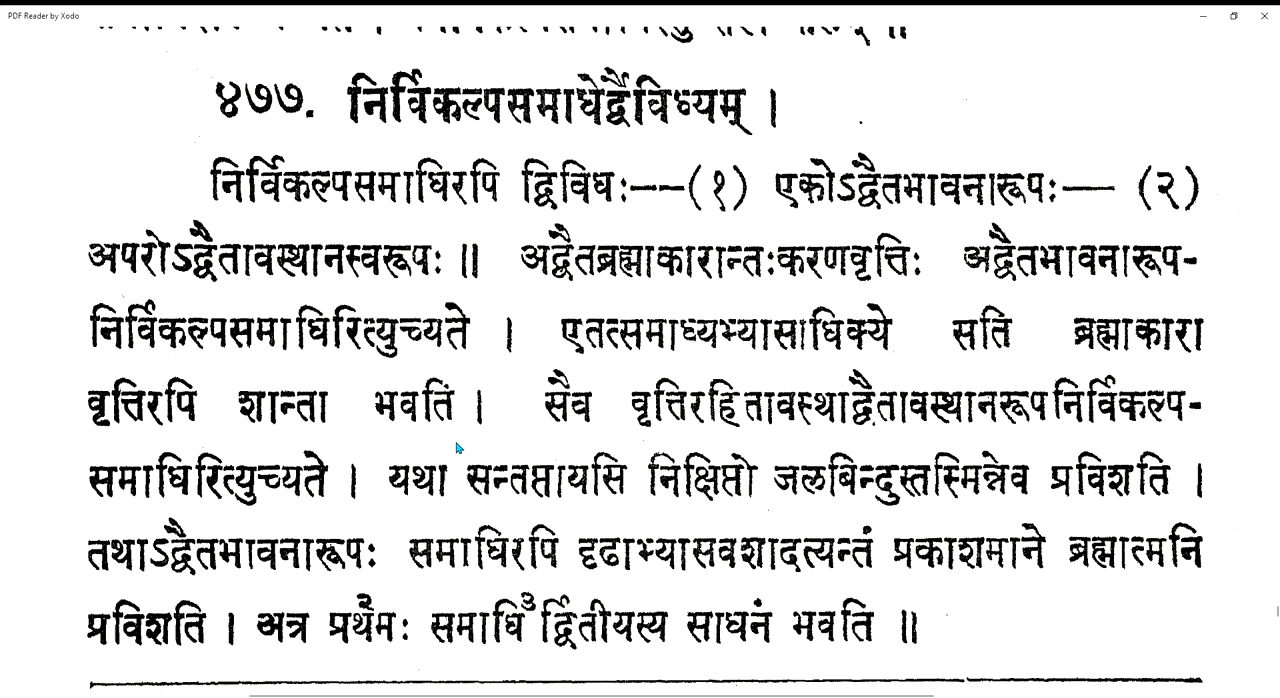 PDF Reader by Xodo
४७७. निर्विकल्पसमाधेर्द्वैविध्यम् ।
निर्विकल्पसमाधिरपि द्विविधः––(१) एकोऽद्वैतभावनारूपः— (२)
अपरोऽद्वैतावस्थानस्वरूपः ॥ अद्वैतब्रह्माकारान्तःकरणवृत्तिः अद्वैतभावनारूप-
निर्विकल्पसमाधिरित्युच्यते । एतत्समाध्यभ्यासाधिक्ये सति ब्रह्माकारा
वृत्तिरपि शान्ता भवति । सैव वृत्तिरहितावस्थाद्वैतावस्थानरूपनिर्विकल्प-
समाधिरित्युच्यते । यथा सन्तप्तायसि निक्षिप्तो जलबिन्दुस्तस्मिन्नेव प्रविशति ।
तथाऽद्वैतभावनारूपः समाधिरपि दृढाभ्यासवशादत्यन्तं प्रकाशमाने ब्रह्मात्मनि
प्रविशति । अत्र प्रथमः२ समाधि३र्द्वितीयस्य साधनं भवति ॥